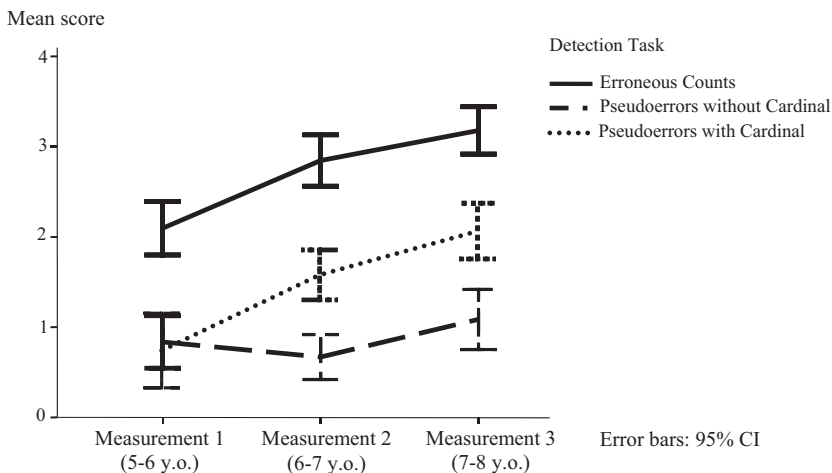 Mean score
Detection Task
Erroneous Counts
Pseudoerrors without Cardinal
Pseudoerrors with Cardinal
4
3
2
1
0
Measurement 1
(5-6 y.o.)
Measurement 2
(6-7 y.o.)
Measurement 3
(7-8 y.o.)
Error bars: 95% CI